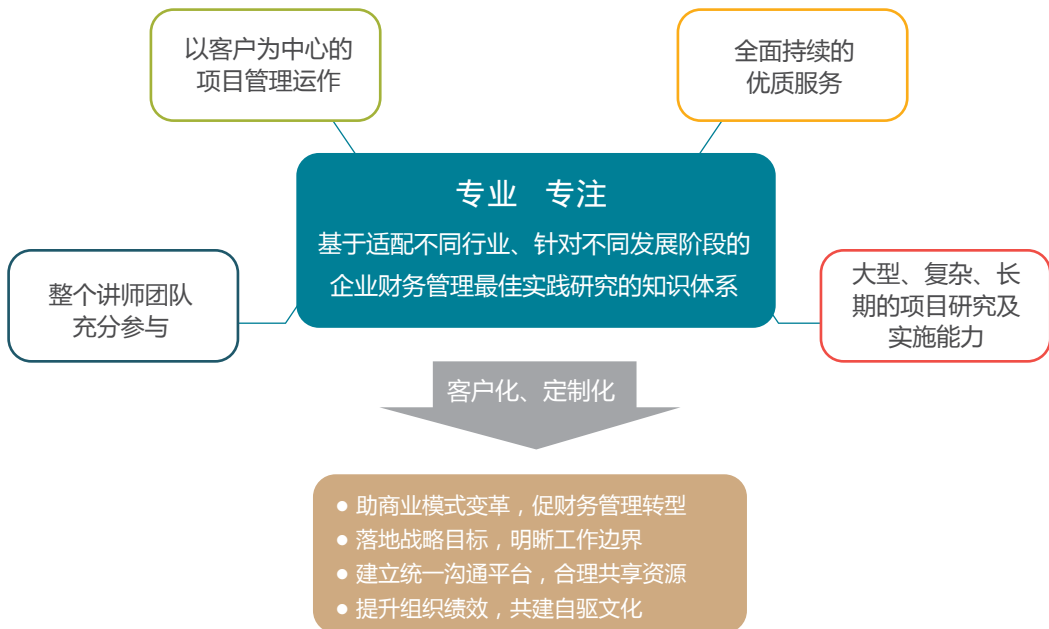 以客户为中心的
项目管理运作
全面持续的
优质服务
专业 专注
基于适配不同行业、针对不同发展阶段的
企业财务管理最佳实践研究的知识体系
整个讲师团队
充分参与
大型、复杂、长
期的项目研究及
实施能力
客户化、定制化
● 助商业模式变革，促财务管理转型
● 落地战略目标，明晰工作边界
● 建立统一沟通平台，合理共享资源
● 提升组织绩效，共建自驱文化